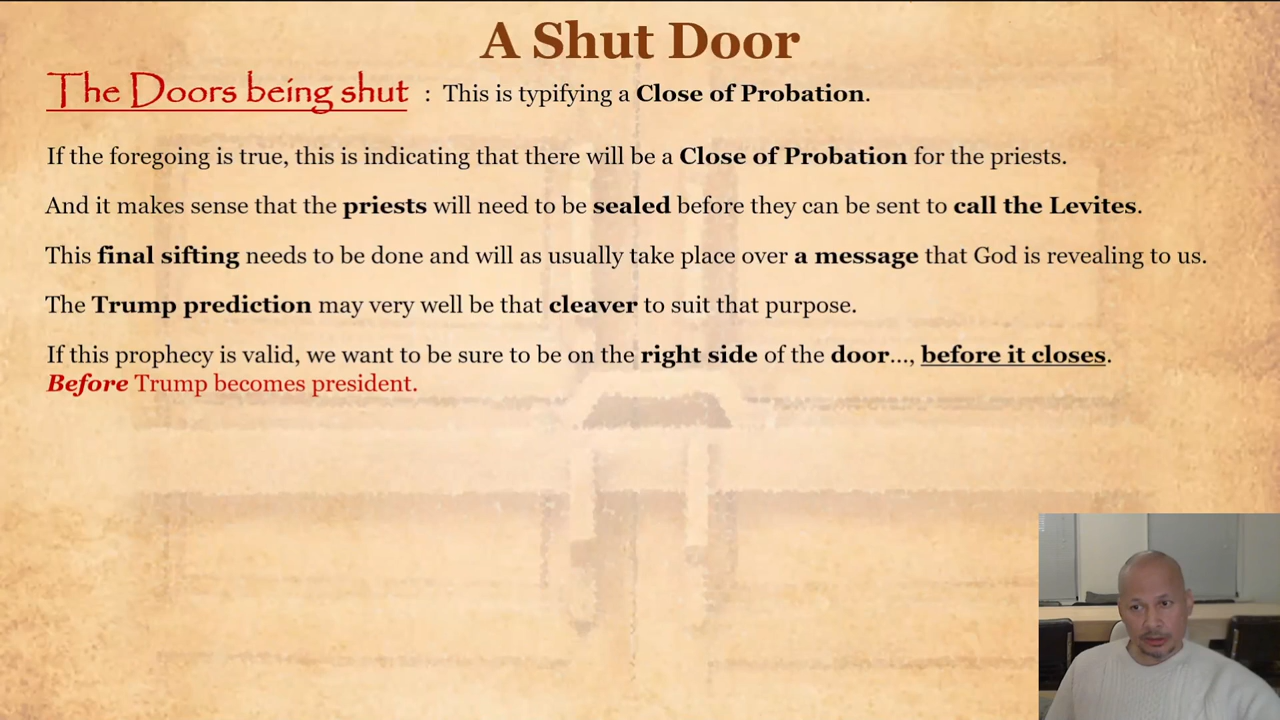 A Shut Door
The Doors being shut : This is typifying a Close of Probation.
If the foregoing is true, this is indicating that there will be a Close of Probation for the priests.
And it makes sense that the priests will need to be sealed before they can be sent to call the Levites.
This final sifting needs to be done and will as usually take place over a message that God is revealing to us.
The Trump prediction may very well be that cleaver to suit that purpose.
If this prophecy is valid, we want to be sure to be on the right side of the door..., before it closes.
Before Trump becomes president.